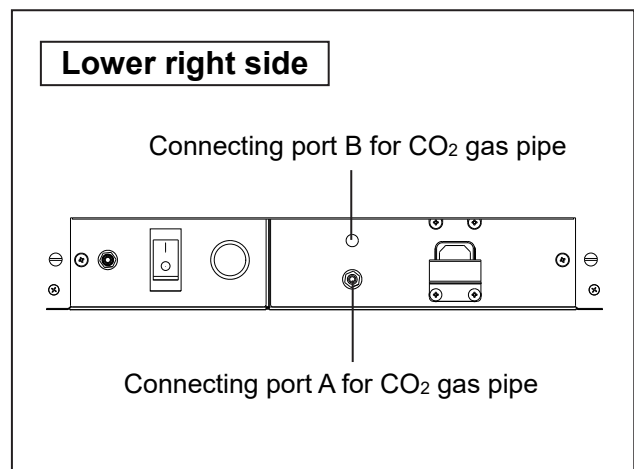 Lower right side
Connecting port B for CO₂ gas pipe
Connecting port A for CO₂ gas pipe